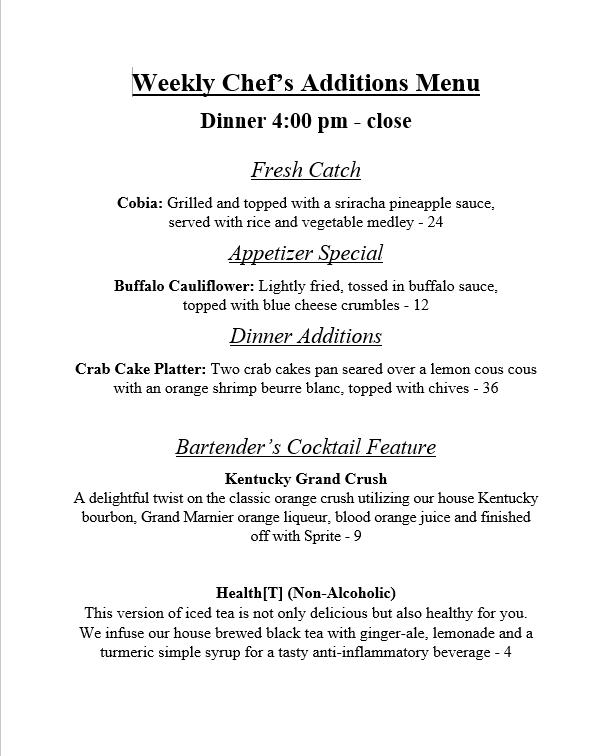 Weekly Chef’s Additions Menu
Dinner 4:00 pm - close
Fresh Catch
Cobia: Grilled and topped with a sriracha pineapple sauce,
served with rice and vegetable medley - 24
Appetizer Special
Buffalo Cauliflower: Lightly fried, tossed in buffalo sauce,
topped with blue cheese crumbles - 12
Dinner Additions
Crab Cake Platter: Two crab cakes pan seared over a lemon cous cous
with an orange shrimp beurre blanc, topped with chives - 36
Bartender’s Cocktail Feature
Kentucky Grand Crush
A delightful twist on the classic orange crush utilizing our house Kentucky
bourbon, Grand Marnier orange liqueur, blood orange juice and finished
off with Sprite - 9
Health[T] (Non-Alcoholic)
This version of iced tea is not only delicious but also healthy for you.
We infuse our house brewed black tea with ginger-ale, lemonade and a
turmeric simple syrup for a tasty anti-inflammatory beverage - 4